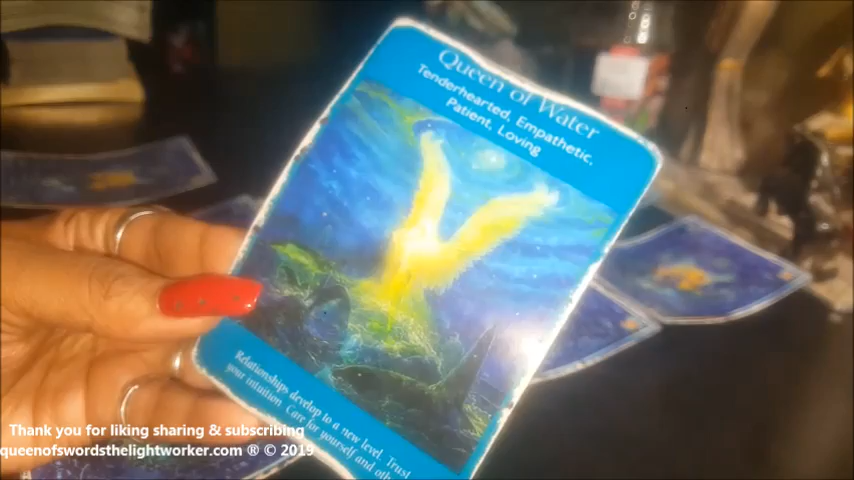 Queen of Water
Tenderhearted, Empathetic,
Patient, Loving
Relationships develop to a new level. Trust
your intuition. Care for yourself and oth
Thank you for liking sharing & subscribing
queenofswordsthelightworker.com ® © 2019